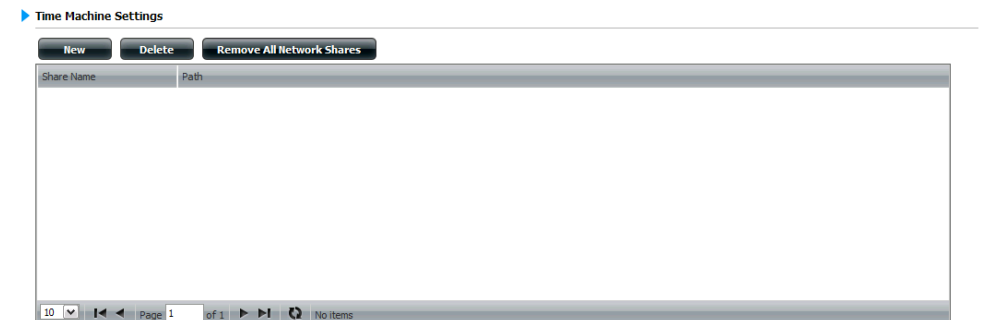 Time Machine Settings
New Delete Remove All Network Shares
Share Name Path
10 Page 1 of 1 No items